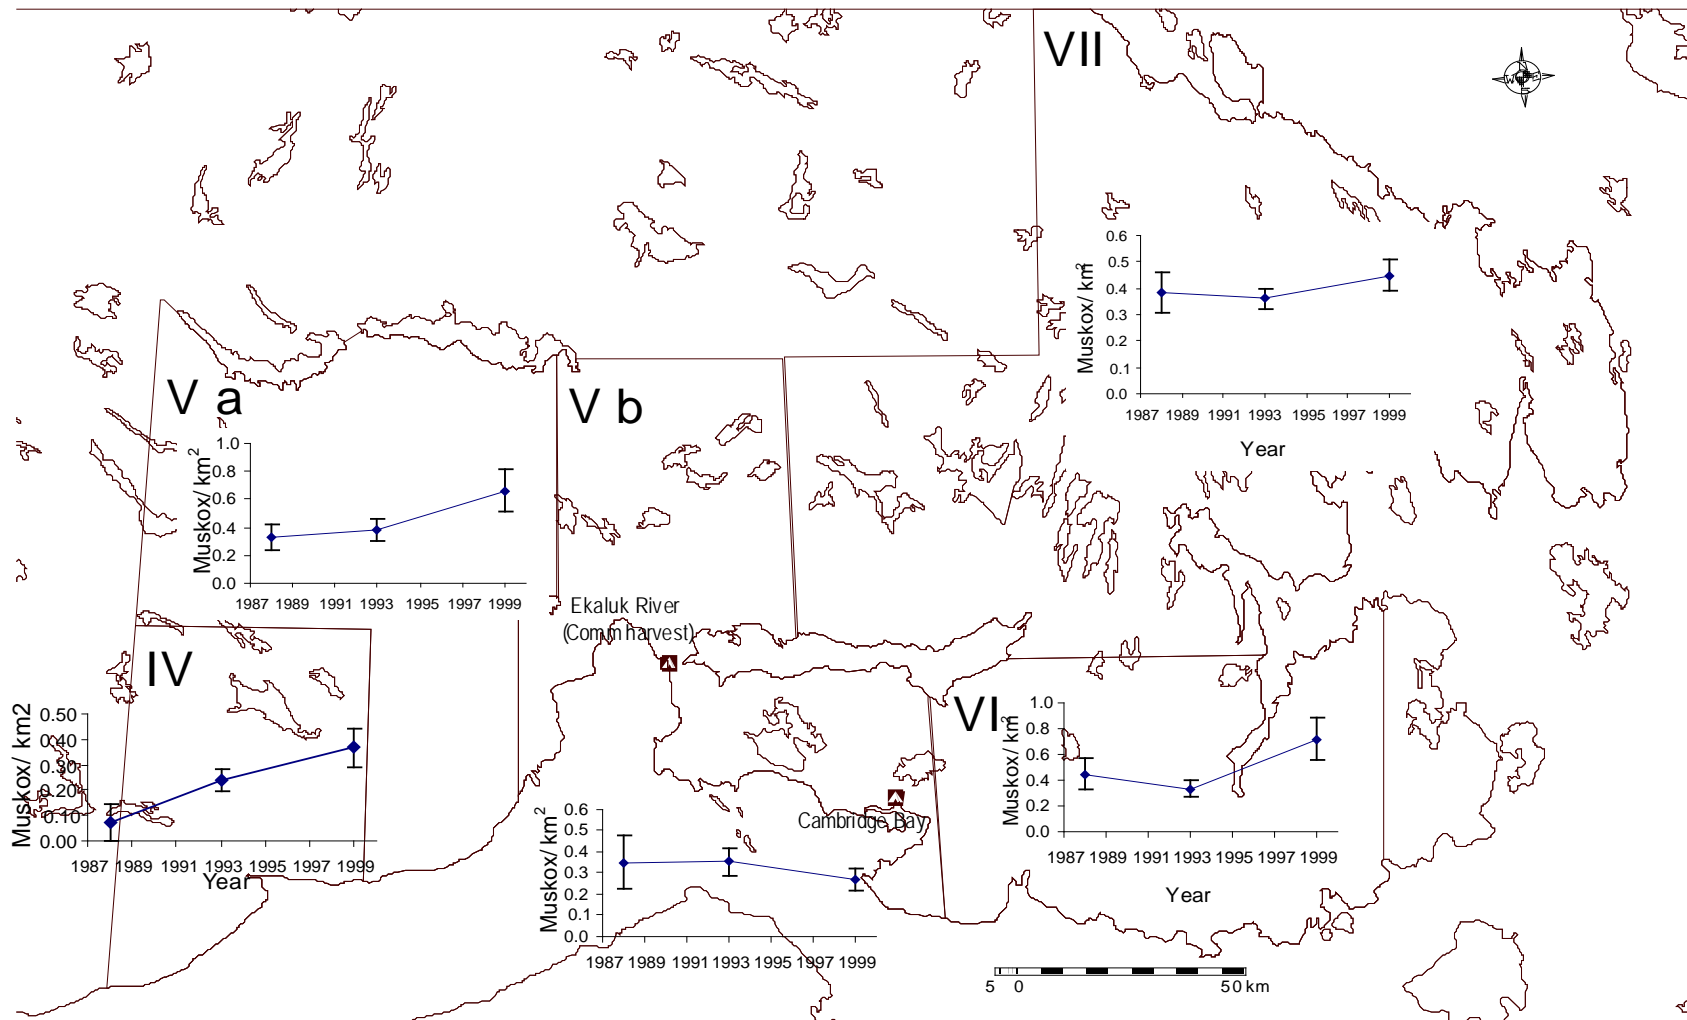 VII
W E
S
0.6
0.5
0.4
0.3
0.2
0.1
0.0
Muskox/ km²
1987 1989 1991 1993 1995 1997 1999
Year
V a
V b
1.0
0.8
0.6
0.4
0.2
0.0
Muskox/ km²
1987 1989 1991 1993 1995 1997 1999
Ekaluk River
(Comm harvest)
IV
0.50
0.40
0.30
0.20
0.10
0.00
Muskox/ km2
1987 1989 1991 1993 1995 1997 1999
Year
VI
1.0
0.8
0.6
0.4
0.2
0.0
Muskox/ km²
1987 1989 1991 1993 1995 1997 1999
Year
Cambridge Bay
0.6
0.5
0.4
0.3
0.2
0.1
0.0
Muskox/ km²
1987 1989 1991 1993 1995 1997 1999
5 0 50 km